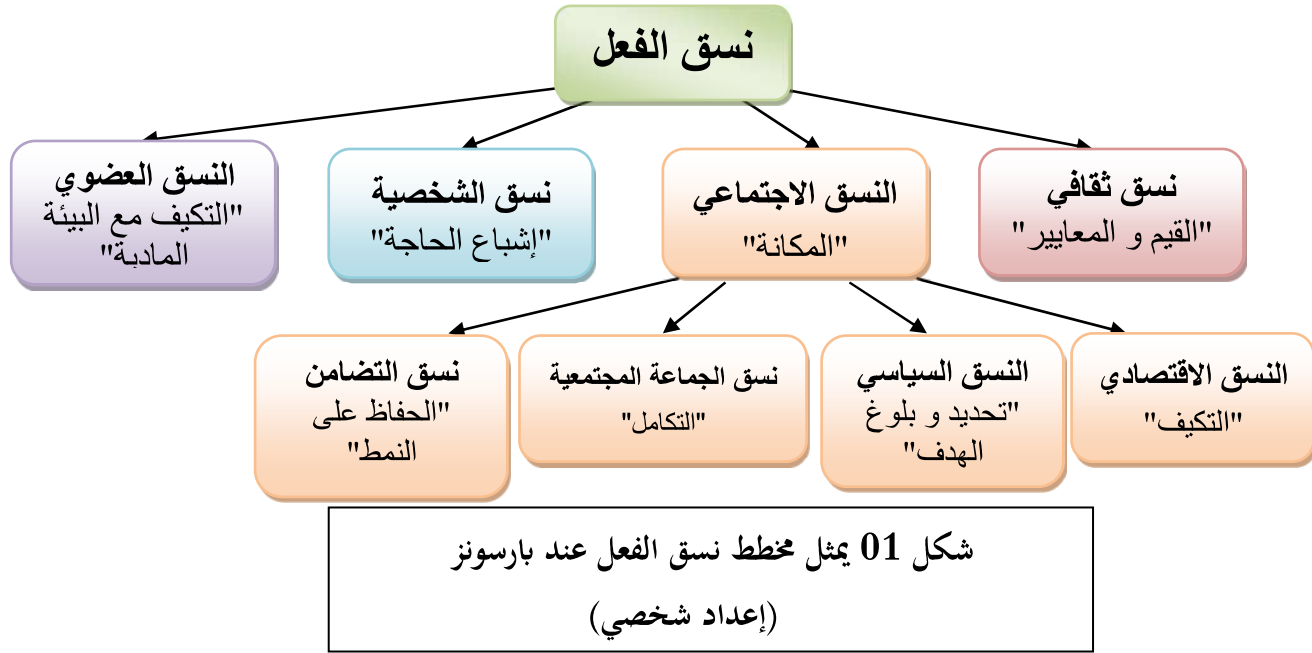 نسق الفعل
نسق ثقافي
"القيم و المعايير"
النسق الاجتماعي
"المكانة"
نسق الشخصية
"إشباع الحاجة"
النسق العضوي
"التكيف مع البيئة
المادية"
النسق الاقتصادي
"التكيف"
النسق السياسي
"تحديد و بلوغ
الهدف"
نسق الجماعة المجتمعية
"التكامل"
نسق التضامن
"الحفاظ على
النمط"
شكل 01 يمثل مخطط نسق الفعل عند بارسونز
(إعداد شخصي)